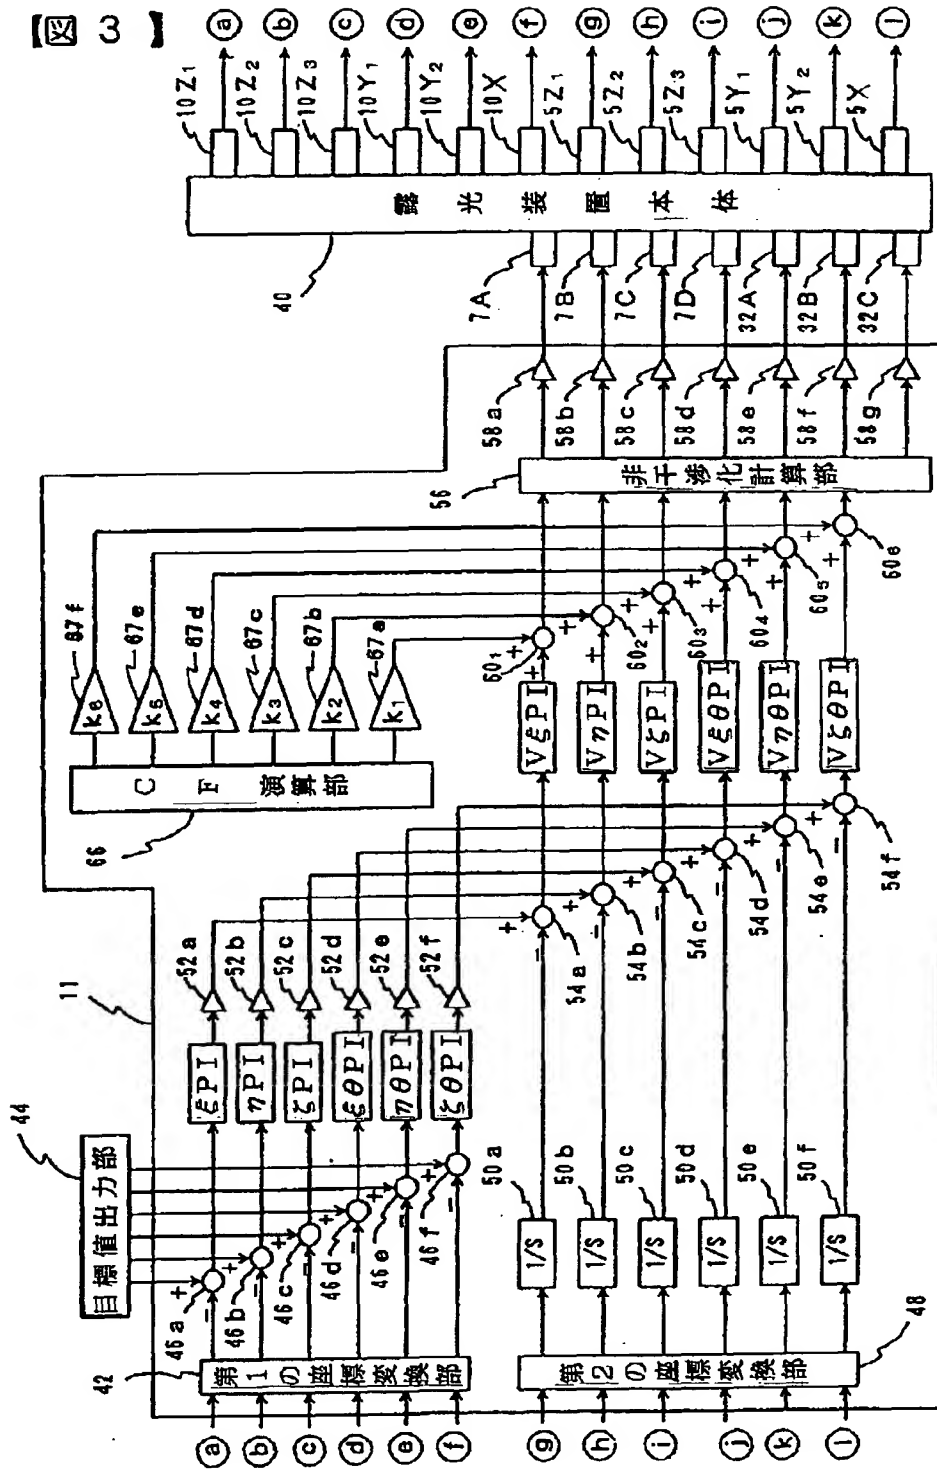 【図 3】
ⓐ
ⓑ
ⓒ
ⓓ
ⓔ
ⓕ
ⓖ
ⓗ
ⓘ
ⓙ
ⓚ
ⓛ
10Z₁
10Z₂
10Z₃
10Y₁
10Y₂
10X
5Z₁
5Z₂
5Z₃
5Y₁
5Y₂
5X
露光装置本体
40
7A
7B
7C
7D
32A
32B
32C
58a
58b
58c
58d
58e
58f
58g
56
非干渉化計算部
67f
67e
67d
67c
67b
67a
k₆
k₅
k₄
k₃
k₂
k₁
CF演算部
66
+
+
+
+
+
+
+
+
+
+
+
+
60₁
60₂
60₃
60₄
60₅
60₆
VξPI
VηPI
VζPI
VξθPI
VηθPI
VζθPI
+
+
+
+
+
+
-
-
-
-
-
-
54a
54b
54c
54d
54e
54f
11
52a
52b
52c
52d
52e
52f
ξPI
ηPI
ζPI
ξθPI
ηθPI
ζθPI
44
目標値出力部
+
+
+
+
+
+
-
-
-
-
-
-
46a
46b
46c
46d
46e
46f
50a
50b
50c
50d
50e
50f
1/S
1/S
1/S
1/S
1/S
1/S
42
第1の座標変換部
第2の座標変換部
48
ⓐ
ⓑ
ⓒ
ⓓ
ⓔ
ⓕ
ⓖ
ⓗ
ⓘ
ⓙ
ⓚ
ⓛ